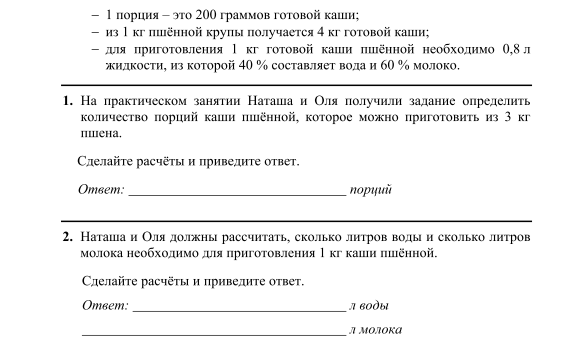 – 1 порция – это 200 граммов готовой каши;
– из 1 кг пшённой крупы получается 4 кг готовой каши;
– для приготовления 1 кг готовой каши пшённой необходимо 0,8 л
жидкости, из которой 40 % составляет вода и 60 % молоко.
1. На практическом занятии Наташа и Оля получили задание определить
количество порций каши пшённой, которое можно приготовить из 3 кг
пшена.
Сделайте расчёты и приведите ответ.
Ответ: ________________________________ порций
2. Наташа и Оля должны рассчитать, сколько литров воды и сколько литров
молока необходимо для приготовления 1 кг каши пшённой.
Сделайте расчёты и приведите ответ.
Ответ: ________________________________ л воды
________________________________________ л молока